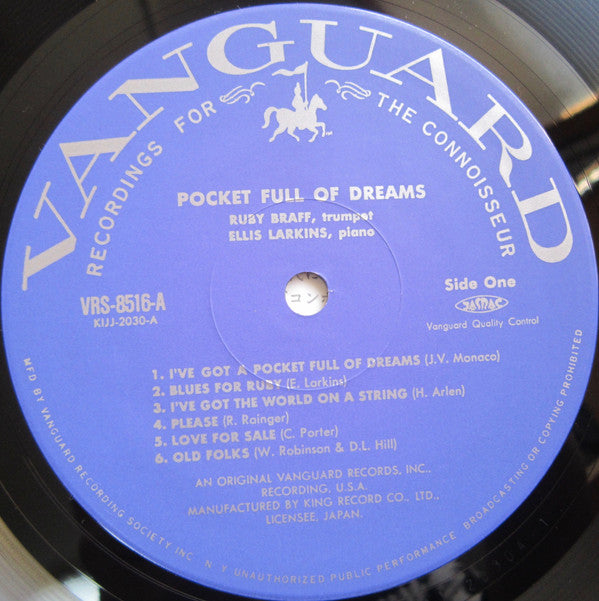 VANGUARD
RECORDINGS FOR THE CONNOISSEUR
POCKET FULL OF DREAMS
RUBY BRAFF, trumpet
ELLIS LARKINS, piano
VRS-8516-A
KIJJ-2030-A
Side One
JASRAC
Vanguard Quality Control
コン
1. I'VE GOT A POCKET FULL OF DREAMS (J.V. Monaco)
2. BLUES FOR RUBY (E. Larkins)
3. I'VE GOT THE WORLD ON A STRING (H. Arlen)
4. PLEASE (R. Rainger)
5. LOVE FOR SALE (C. Porter)
6. OLD FOLKS (W. Robinson & D.L. Hill)
AN ORIGINAL VANGUARD RECORDS, INC.,
RECORDING, U.S.A.
MANUFACTURED BY KING RECORD CO., LTD.,
LICENSEE, JAPAN.
MFD BY VANGUARD RECORDING SOCIETY INC. N Y UNAUTHORIZED PUBLIC PERFORMANCE BROADCASTING OR COPYING PROHIBITED